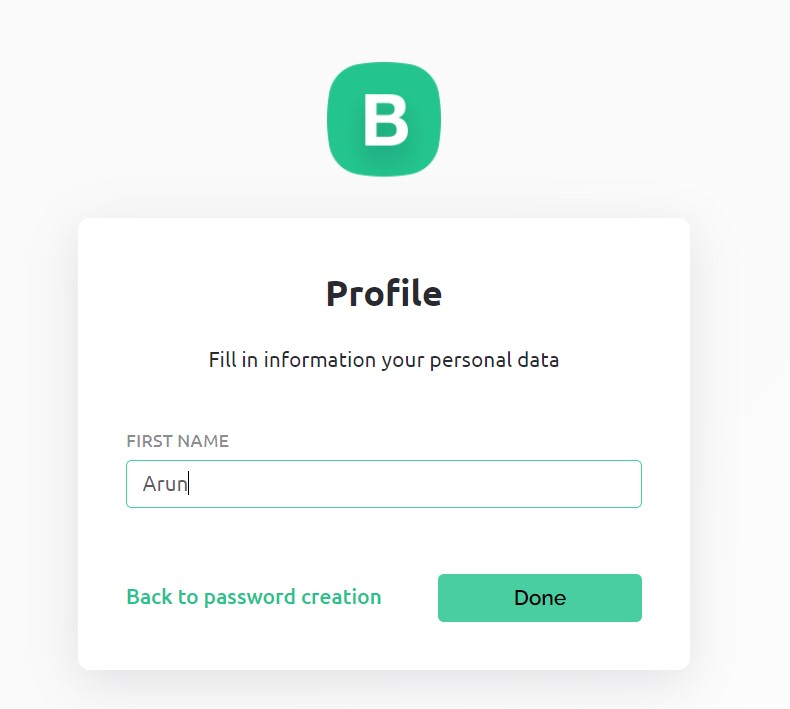 B
Profile
Fill in information your personal data
FIRST NAME
Arun
Back to password creation
Done